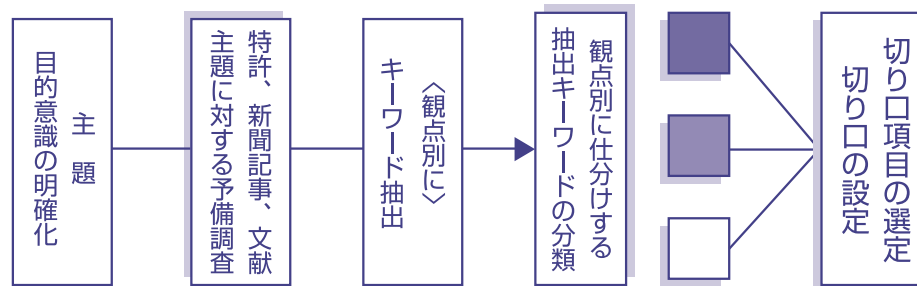 主 題
目的意識の明確化
特許、新聞記事、文献
主題に対する予備調査
〈観点別に〉
キーワード抽出
観点別に仕分けする
抽出キーワードの分類
切り口項目の選定
切り口の設定